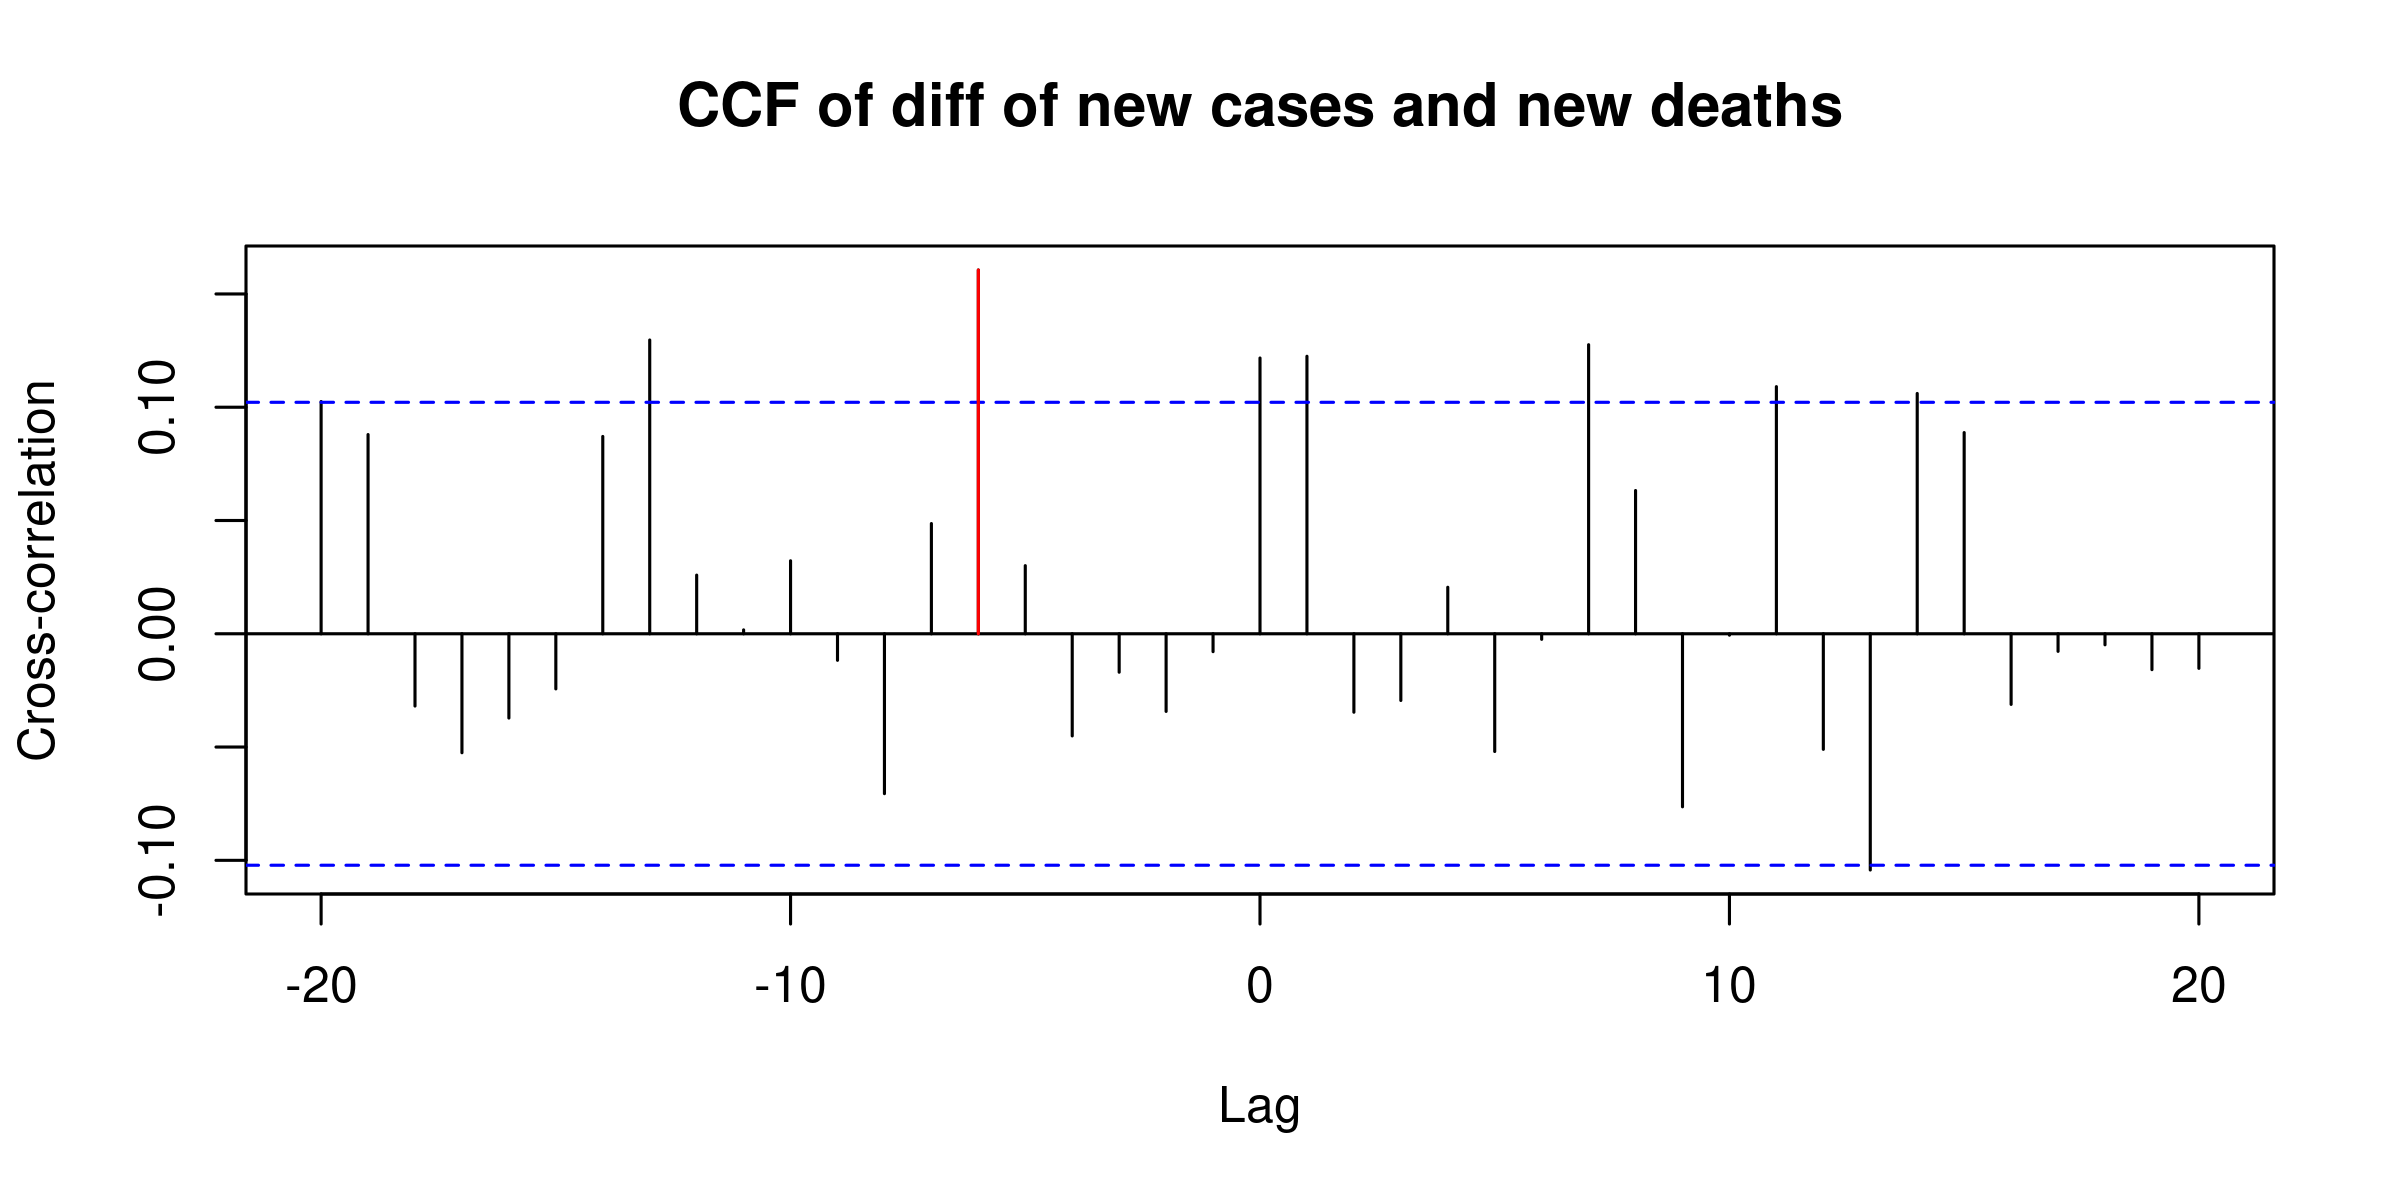 CCF of diff of new cases and new deaths
Cross-correlation
0.10
0.00
-0.10
-20 -10 0 10 20
Lag